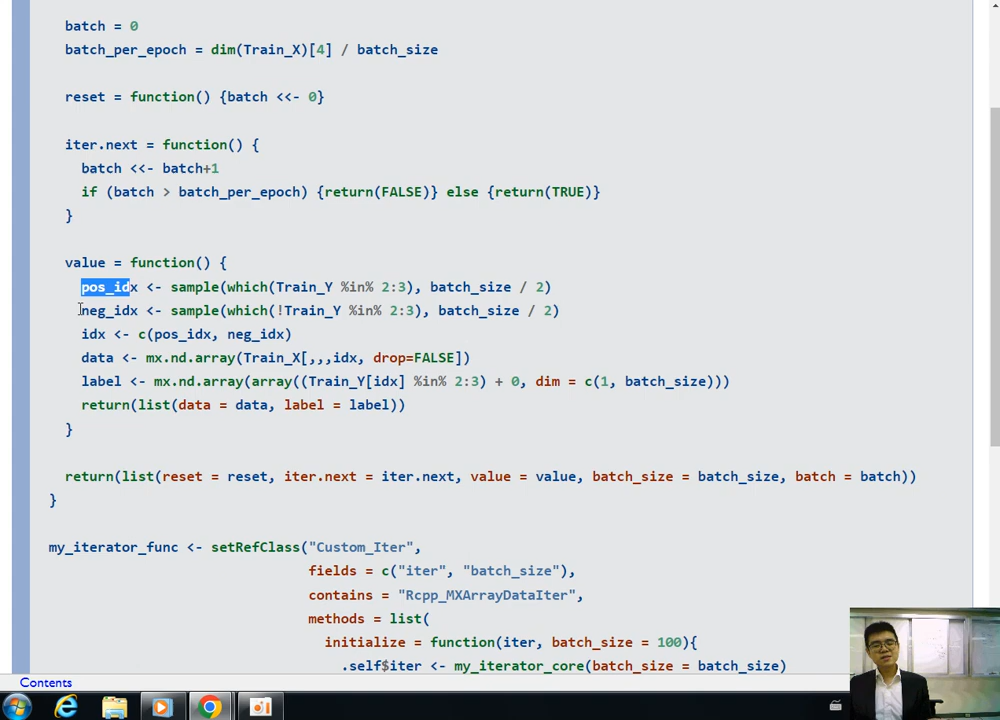 batch = 0
batch_per_epoch = dim(Train_X)[4] / batch_size
reset = function() {batch <<- 0}
iter.next = function() {
batch <<- batch+1
if (batch > batch_per_epoch) {return(FALSE)} else {return(TRUE)}
}
value = function() {
pos_idx <- sample(which(Train_Y %in% 2:3), batch_size / 2)
neg_idx <- sample(which(!Train_Y %in% 2:3), batch_size / 2)
idx <- c(pos_idx, neg_idx)
data <- mx.nd.array(Train_X[,,,idx, drop=FALSE])
label <- mx.nd.array(array((Train_Y[idx] %in% 2:3) + 0, dim = c(1, batch_size)))
return(list(data = data, label = label))
}
return(list(reset = reset, iter.next = iter.next, value = value, batch_size = batch_size, batch = batch))
}
my_iterator_func <- setRefClass("Custom_Iter",
fields = c("iter", "batch_size"),
contains = "Rcpp_MXArrayDataIter",
methods = list(
initialize = function(iter, batch_size = 100){
.self$iter <- my_iterator_core(batch_size = batch_size)
Contents